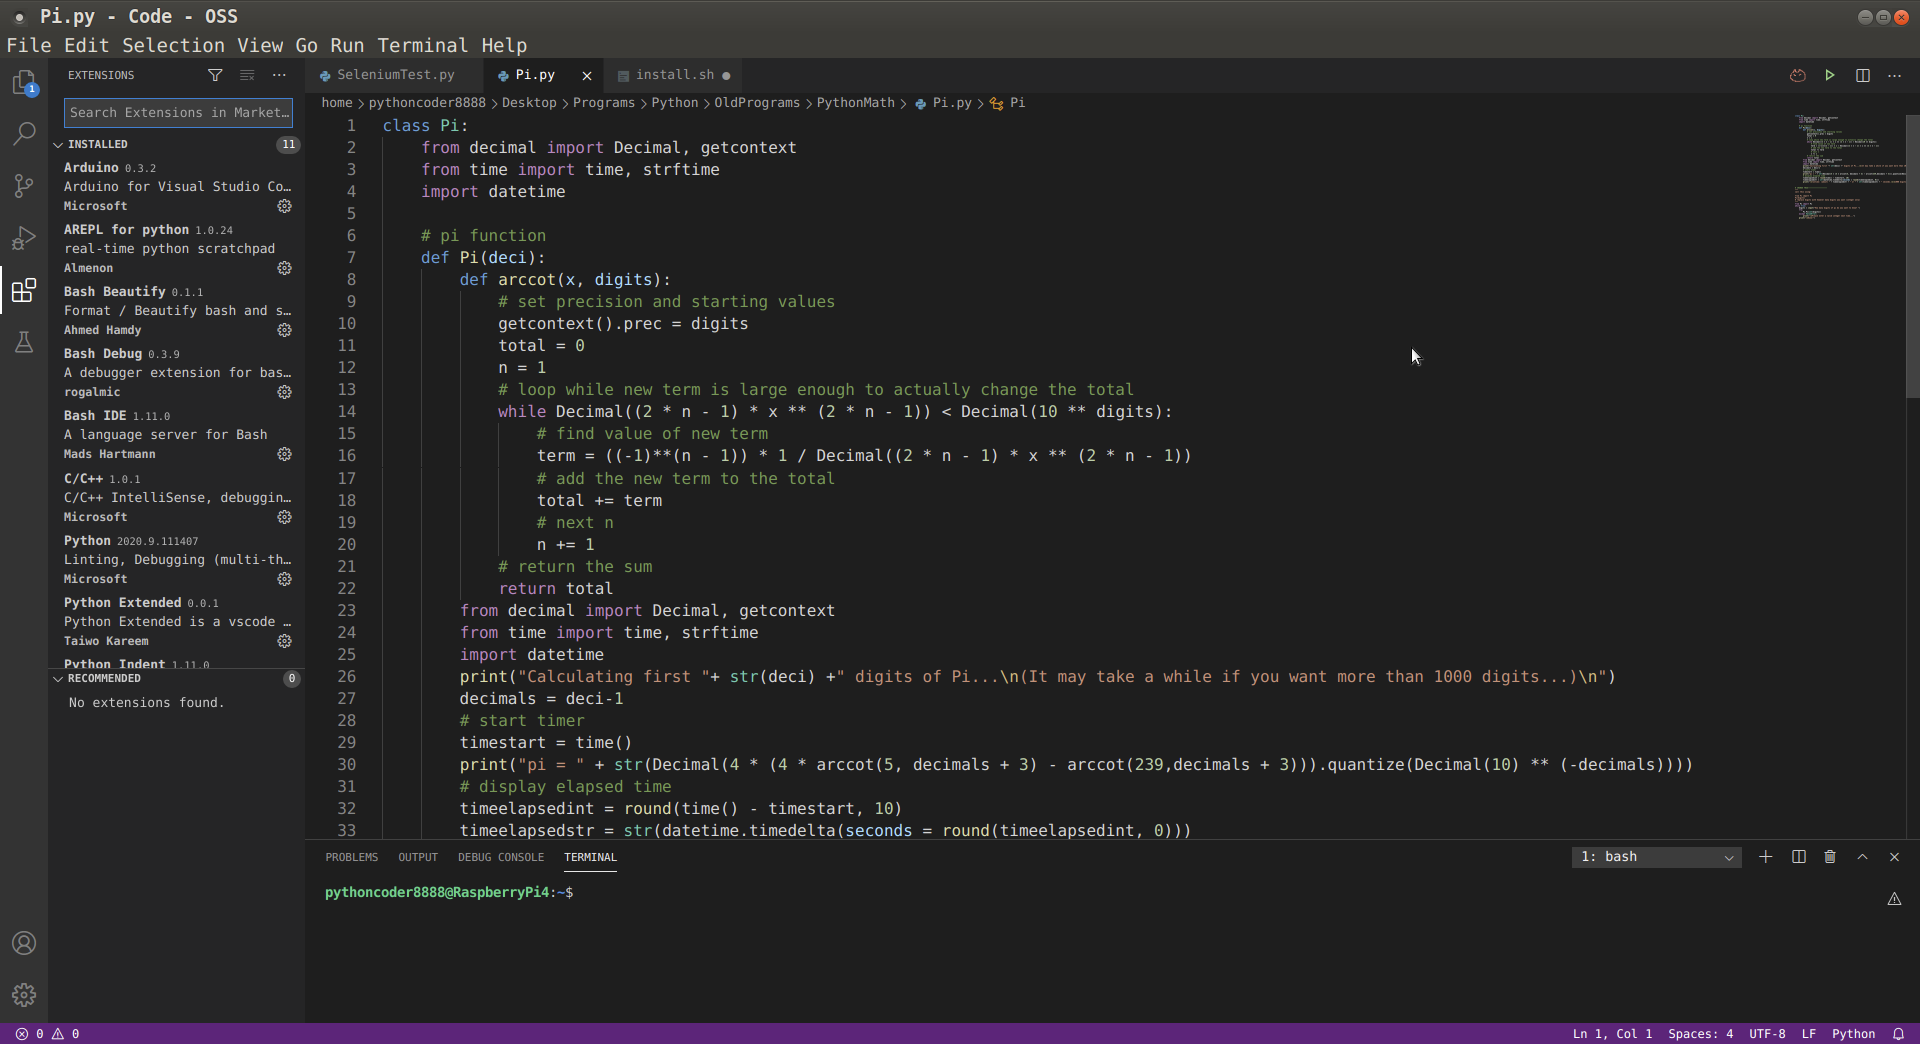 Pi.py - Code - OSS
File Edit Selection View Go Run Terminal Help
1
EXTENSIONS
Search Extensions in Market…
INSTALLED 11
Arduino 0.3.2
Arduino for Visual Studio Co…
Microsoft
AREPL for python 1.0.24
real-time python scratchpad
Almenon
Bash Beautify 0.1.1
Format / Beautify bash and s…
Ahmed Hamdy
Bash Debug 0.3.9
A debugger extension for bas…
rogalmic
Bash IDE 1.11.0
A language server for Bash
Mads Hartmann
C/C++ 1.0.1
C/C++ IntelliSense, debuggin…
Microsoft
Python 2020.9.111407
Linting, Debugging (multi-th…
Microsoft
Python Extended 0.0.1
Python Extended is a vscode …
Taiwo Kareem
Python Indent 1.11.0
RECOMMENDED 0
No extensions found.
SeleniumTest.py Pi.py install.sh
home > pythoncoder8888 > Desktop > Programs > Python > OldPrograms > PythonMath > Pi.py > Pi
1 class Pi:
2     from decimal import Decimal, getcontext
3     from time import time, strftime
4     import datetime
5
6     # pi function
7     def Pi(deci):
8         def arccot(x, digits):
9             # set precision and starting values
10             getcontext().prec = digits
11             total = 0
12             n = 1
13             # loop while new term is large enough to actually change the total
14             while Decimal((2 * n - 1) * x ** (2 * n - 1)) < Decimal(10 ** digits):
15                 # find value of new term
16                 term = ((-1)**(n - 1)) * 1 / Decimal((2 * n - 1) * x ** (2 * n - 1))
17                 # add the new term to the total
18                 total += term
19                 # next n
20                 n += 1
21             # return the sum
22             return total
23         from decimal import Decimal, getcontext
24         from time import time, strftime
25         import datetime
26         print("Calculating first "+ str(deci) +" digits of Pi...\n(It may take a while if you want more than 1000 digits...)\n")
27         decimals = deci-1
28         # start timer
29         timestart = time()
30         print("pi = " + str(Decimal(4 * (4 * arccot(5, decimals + 3) - arccot(239,decimals + 3))).quantize(Decimal(10) ** (-decimals))))
31         # display elapsed time
32         timeelapsedint = round(time() - timestart, 10)
33         timeelapsedstr = str(datetime.timedelta(seconds = round(timeelapsedint, 0)))
PROBLEMS OUTPUT DEBUG CONSOLE TERMINAL 1: bash
pythoncoder8888@RaspberryPi4:~$
0 0 Ln 1, Col 1 Spaces: 4 UTF-8 LF Python